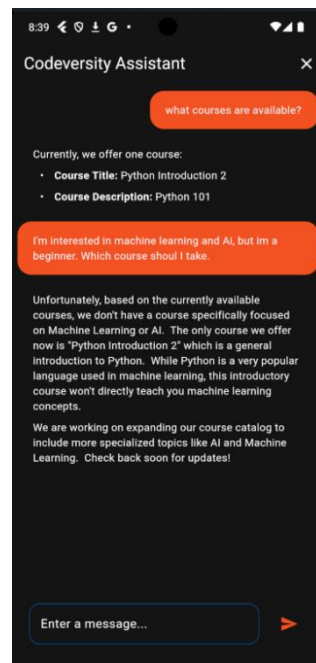 8:39 G
Codeversity Assistant
what courses are available?
Currently, we offer one course:
• Course Title: Python Introduction 2
• Course Description: Python 101
I'm interested in machine learning and Ai, but im a
beginner. Which course shoul I take.
Unfortunately, based on the currently available
courses, we don't have a course specifically focused
on Machine Learning or AI. The only course we offer
now is "Python Introduction 2" which is a general
introduction to Python. While Python is a very popular
language used in machine learning, this introductory
course won't directly teach you machine learning
concepts.
We are working on expanding our course catalog to
include more specialized topics like AI and Machine
Learning. Check back soon for updates!
Enter a message...